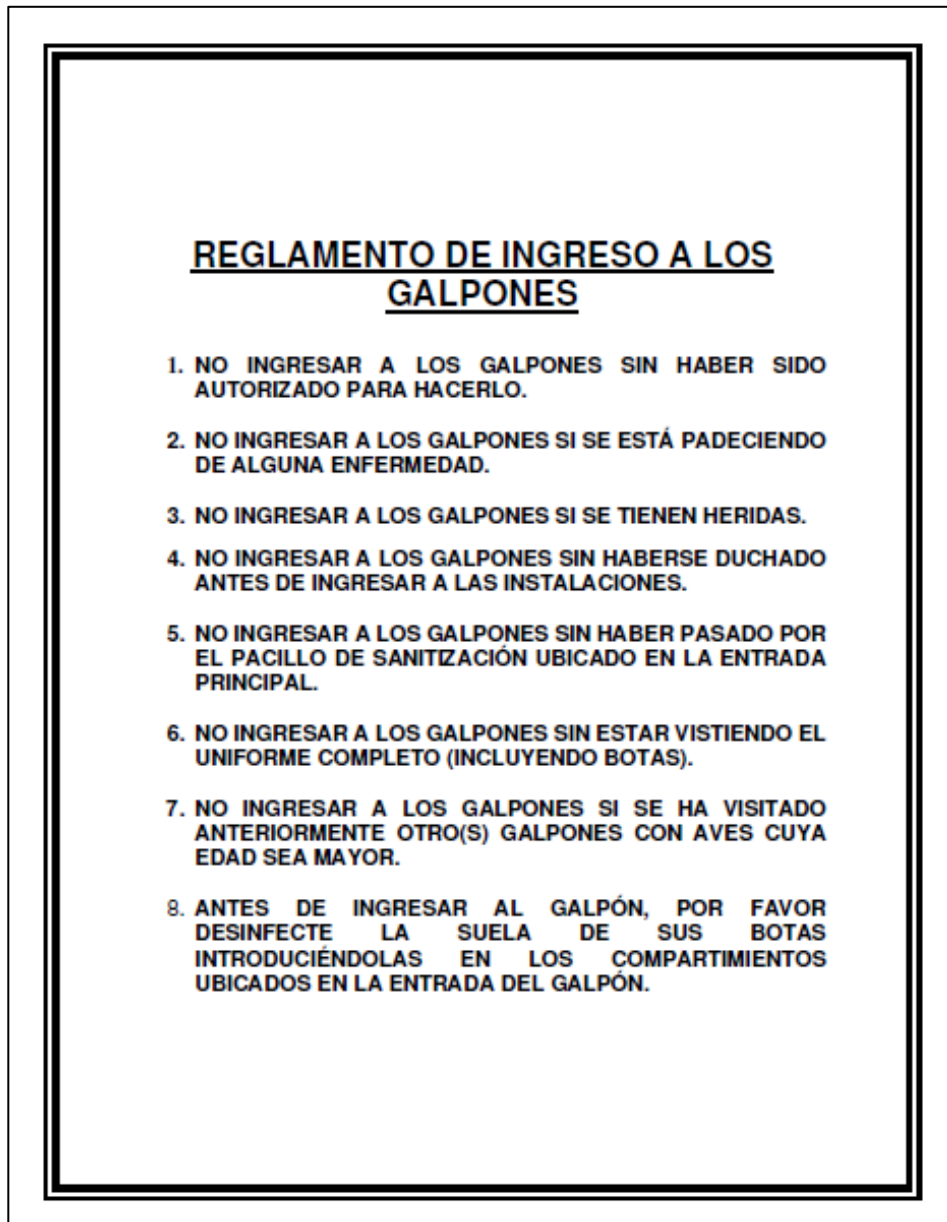 REGLAMENTO DE INGRESO A LOS
GALPONES
1. NO INGRESAR A LOS GALPONES SIN HABER SIDO
AUTORIZADO PARA HACERLO.
2. NO INGRESAR A LOS GALPONES SI SE ESTÁ PADECIENDO
DE ALGUNA ENFERMEDAD.
3. NO INGRESAR A LOS GALPONES SI SE TIENEN HERIDAS.
4. NO INGRESAR A LOS GALPONES SIN HABERSE DUCHADO
ANTES DE INGRESAR A LAS INSTALACIONES.
5. NO INGRESAR A LOS GALPONES SIN HABER PASADO POR
EL PACILLO DE SANITIZACIÓN UBICADO EN LA ENTRADA
PRINCIPAL.
6. NO INGRESAR A LOS GALPONES SIN ESTAR VISTIENDO EL
UNIFORME COMPLETO (INCLUYENDO BOTAS).
7. NO INGRESAR A LOS GALPONES SI SE HA VISITADO
ANTERIORMENTE OTRO(S) GALPONES CON AVES CUYA
EDAD SEA MAYOR.
8. ANTES DE INGRESAR AL GALPÓN, POR FAVOR
DESINFECTE LA SUELA DE SUS BOTAS
INTRODUCIÉNDOLAS EN LOS COMPARTIMIENTOS
UBICADOS EN LA ENTRADA DEL GALPÓN.